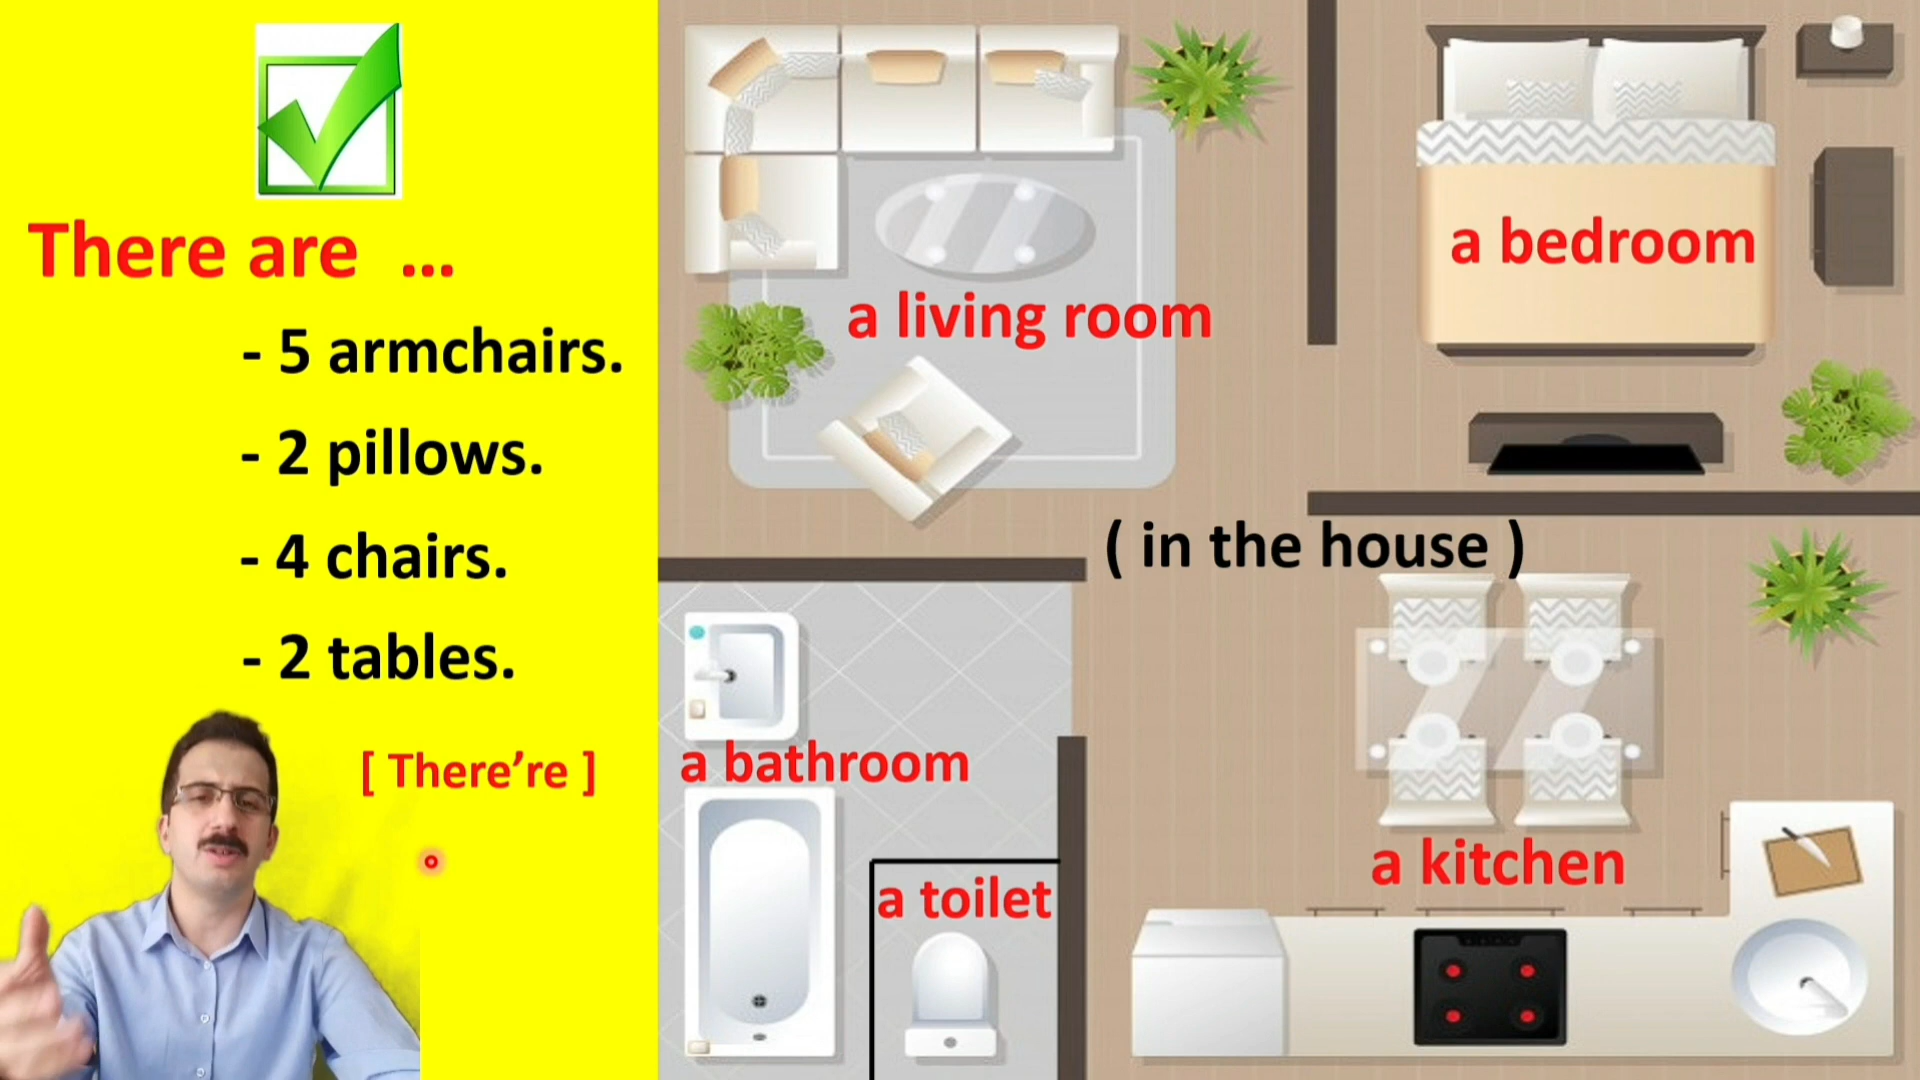 There are ...
- 5 armchairs.
- 2 pillows.
- 4 chairs.
- 2 tables.
[ There’re ]
a living room
a bedroom
( in the house )
a bathroom
a toilet
a kitchen